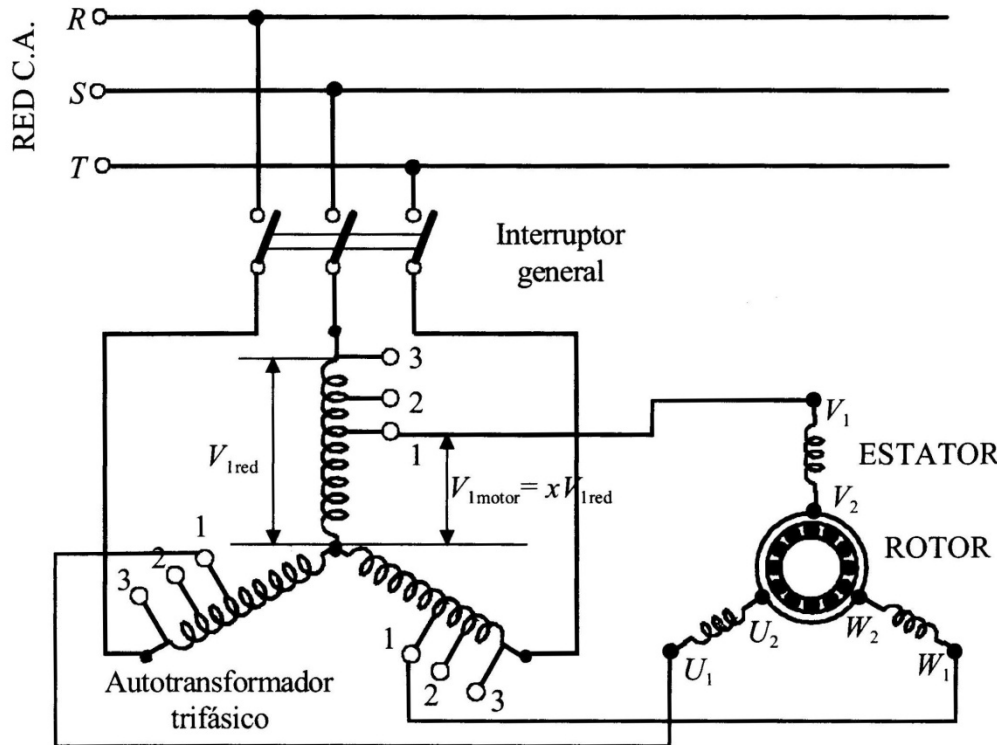 RED C.A.
R
S
T
Interruptor
general
3
2
1
V1red
V1motor = xV1red
V1
ESTATOR
V2
ROTOR
1
2
3
1
2
3
U2
W2
U1
W1
Autotransformador
trifásico